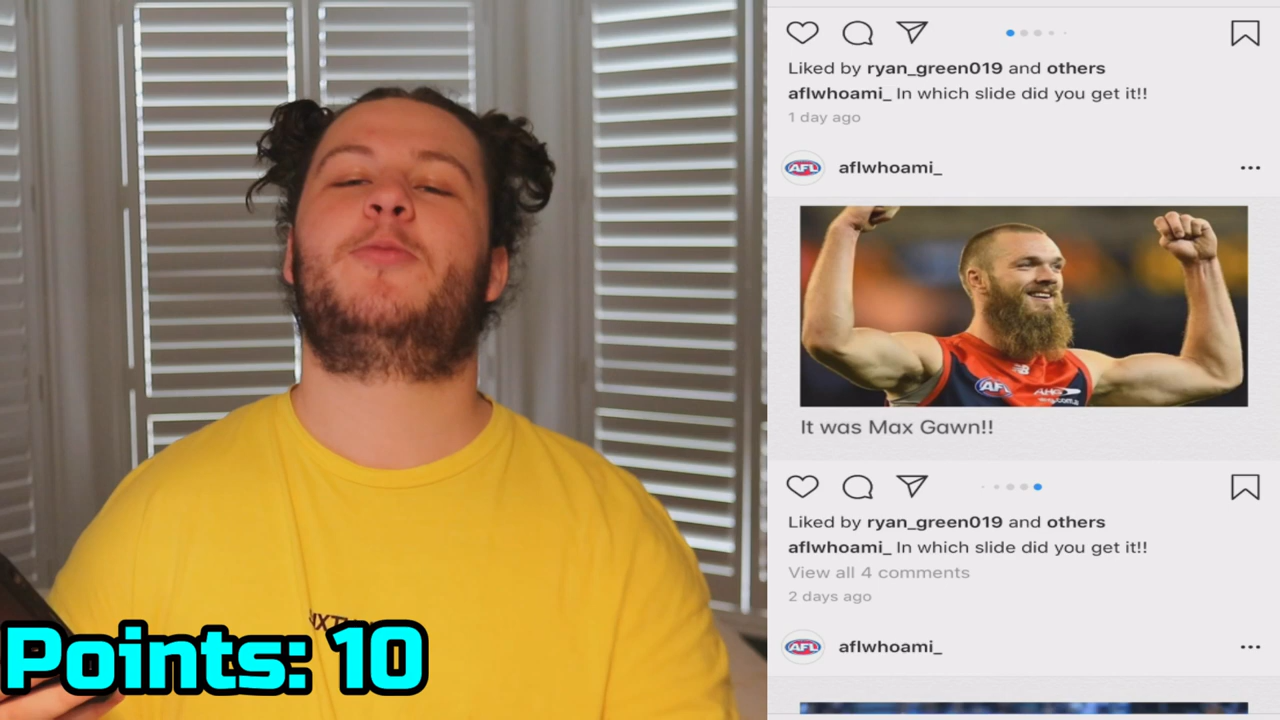 Points: 10
Liked by ryan_green019 and others
aflwhoami_ In which slide did you get it!!
1 day ago
AFL aflwhoami_
AFL
It was Max Gawn!!
Liked by ryan_green019 and others
aflwhoami_ In which slide did you get it!!
View all 4 comments
2 days ago
AFL aflwhoami_